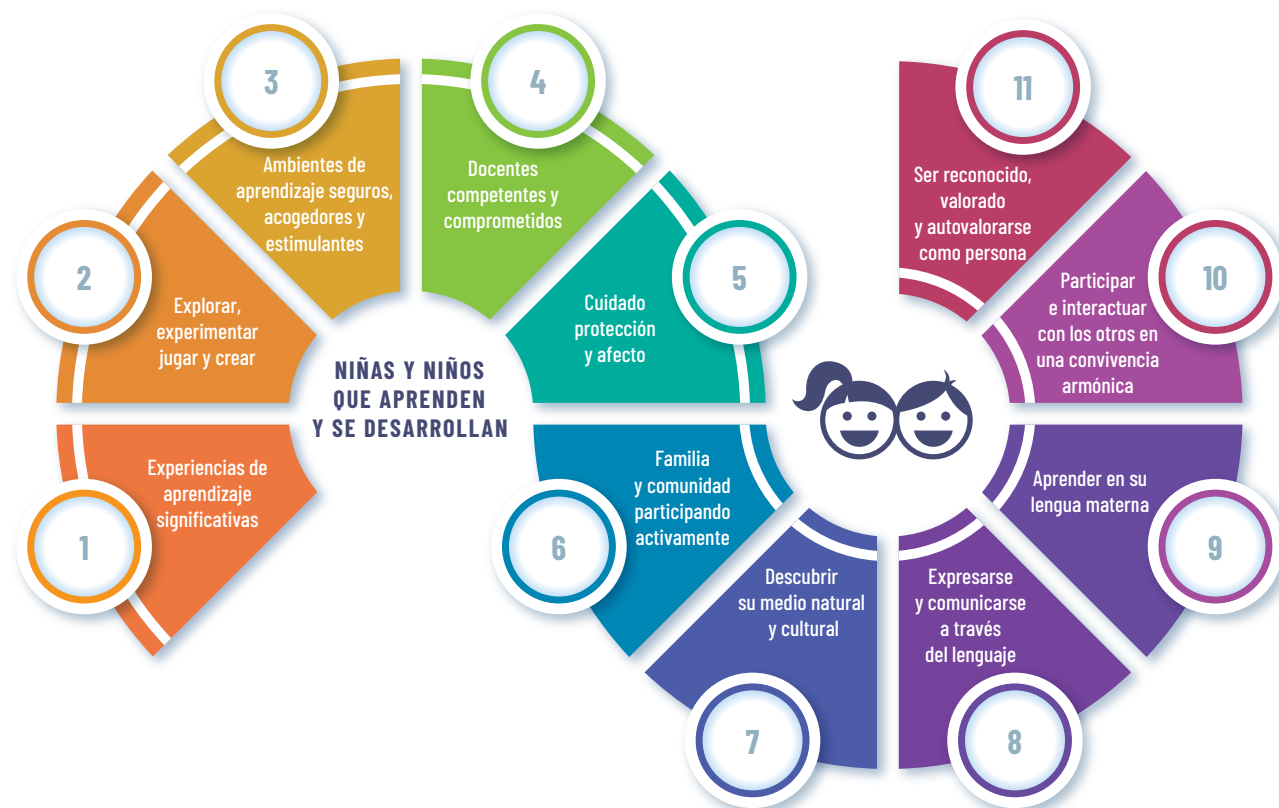 1
Experiencias de
aprendizaje
significativas
2
Explorar,
experimentar
jugar y crear
3
Ambientes de
aprendizaje seguros,
acogedores y
estimulantes
4
Docentes
competentes y
comprometidos
5
Cuidado
protección
y afecto
NIÑAS Y NIÑOS
QUE APRENDEN
Y SE DESARROLLAN
6
Familia
y comunidad
participando
activamente
7
Descubrir
su medio natural
y cultural
8
Expresarse
y comunicarse
a través
del lenguaje
9
Aprender en su
lengua materna
10
Participar
e interactuar
con los otros en
una convivencia
armónica
11
Ser reconocido,
valorado
y autovalorarse
como persona